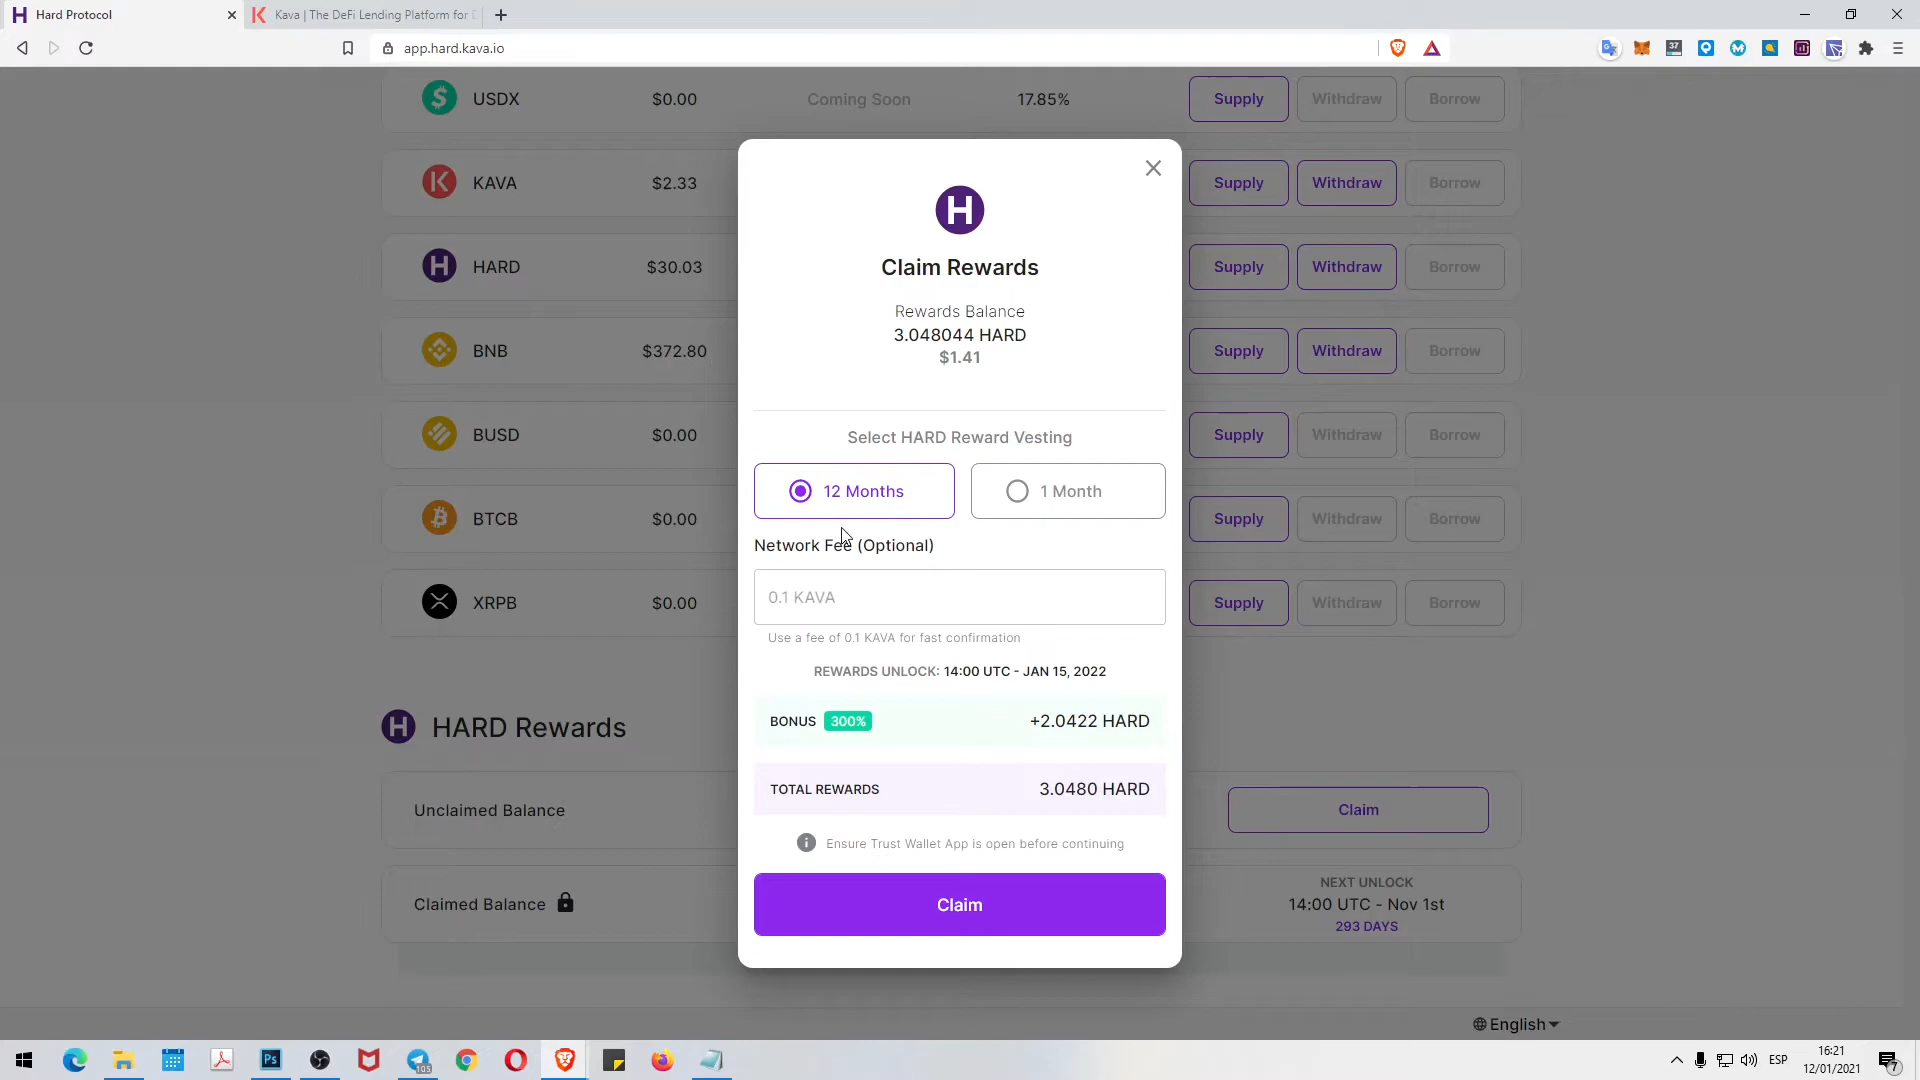 Hard Protocol
Kava | The DeFi Lending Platform for
app.hard.kava.io
37
USDX $0.00 Coming Soon 17.85% Supply Withdraw Borrow
KAVA $2.33 Supply Withdraw Borrow
HARD $30.03 Supply Withdraw Borrow
BNB $372.80 Supply Withdraw Borrow
BUSD $0.00 Supply Withdraw Borrow
BTCB $0.00 Supply Withdraw Borrow
XRPB $0.00 Supply Withdraw Borrow
H HARD Rewards
Unclaimed Balance Claim
Claimed Balance
NEXT UNLOCK
14:00 UTC - Nov 1st
293 DAYS
H
Claim Rewards
Rewards Balance
3.048044 HARD
$1.41
Select HARD Reward Vesting
12 Months 1 Month
Network Fee (Optional)
0.1 KAVA
Use a fee of 0.1 KAVA for fast confirmation
REWARDS UNLOCK: 14:00 UTC - JAN 15, 2022
BONUS 300% +2.0422 HARD
TOTAL REWARDS 3.0480 HARD
Ensure Trust Wallet App is open before continuing
Claim
English
Ps
105
ESP
16:21
12/01/2021
7